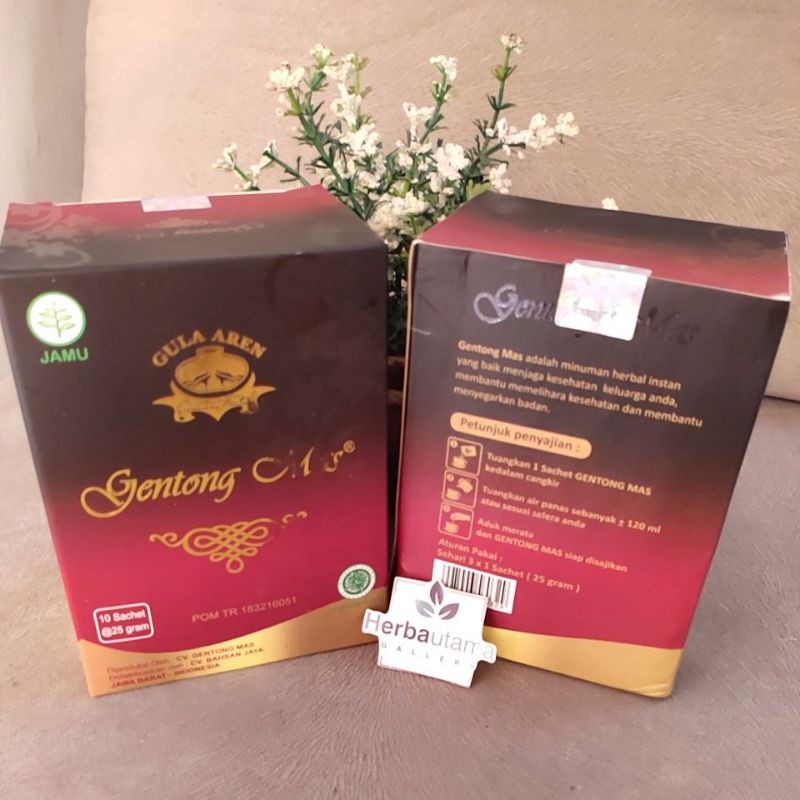 JAMU
GULA AREN
Gentong Mas®
10 Sachet
@25 gram
POM TR 183216051
Diproduksi Oleh : CV. GENTONG MAS
Didistribusikan oleh : CV. BAHSAN JAYA
JAWA BARAT - INDONESIA
Gentong Mas
Gentong Mas adalah minuman herbal instan
yang baik menjaga kesehatan keluarga anda,
membantu memelihara kesehatan dan membantu
menyegarkan badan.
Petunjuk penyajian :
Tuangkan 1 Sachet GENTONG MAS
kedalam cangkir
Tuangkan air panas sebanyak ± 120 ml
atau sesuai selera anda
Aduk merata
dan GENTONG MAS siap disajikan
Aturan Pakai :
Sehari 3 x 1 Sachet ( 25 gram )
Herbautama
GALLERY